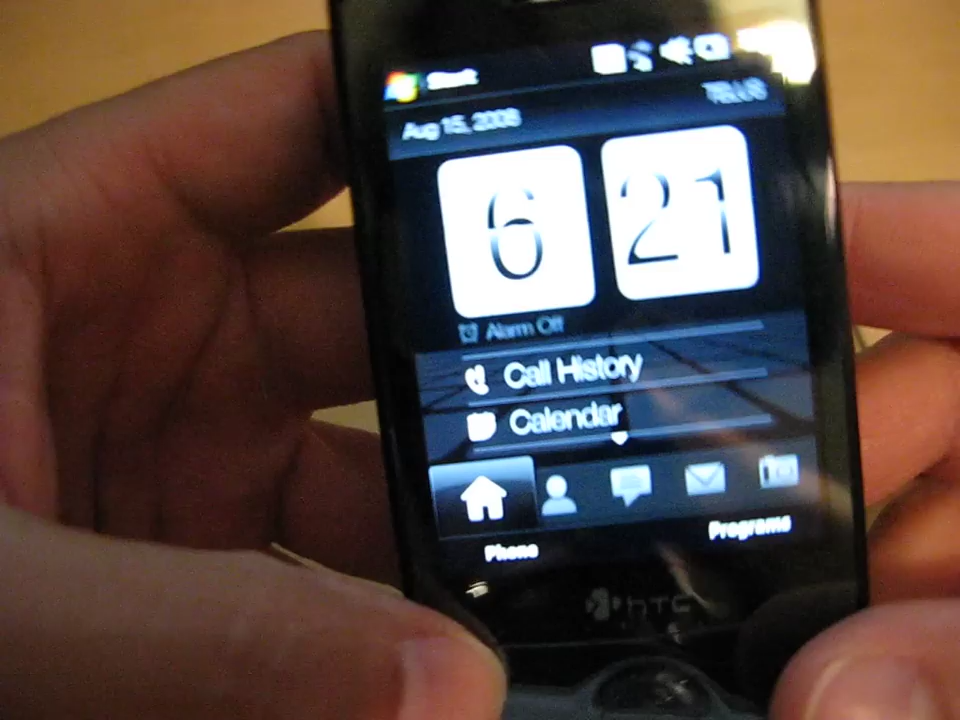 Start
TELUS
Aug 15, 2008
6 21
Alarm Off
Call History
Calendar
Phone
Programs
hTC